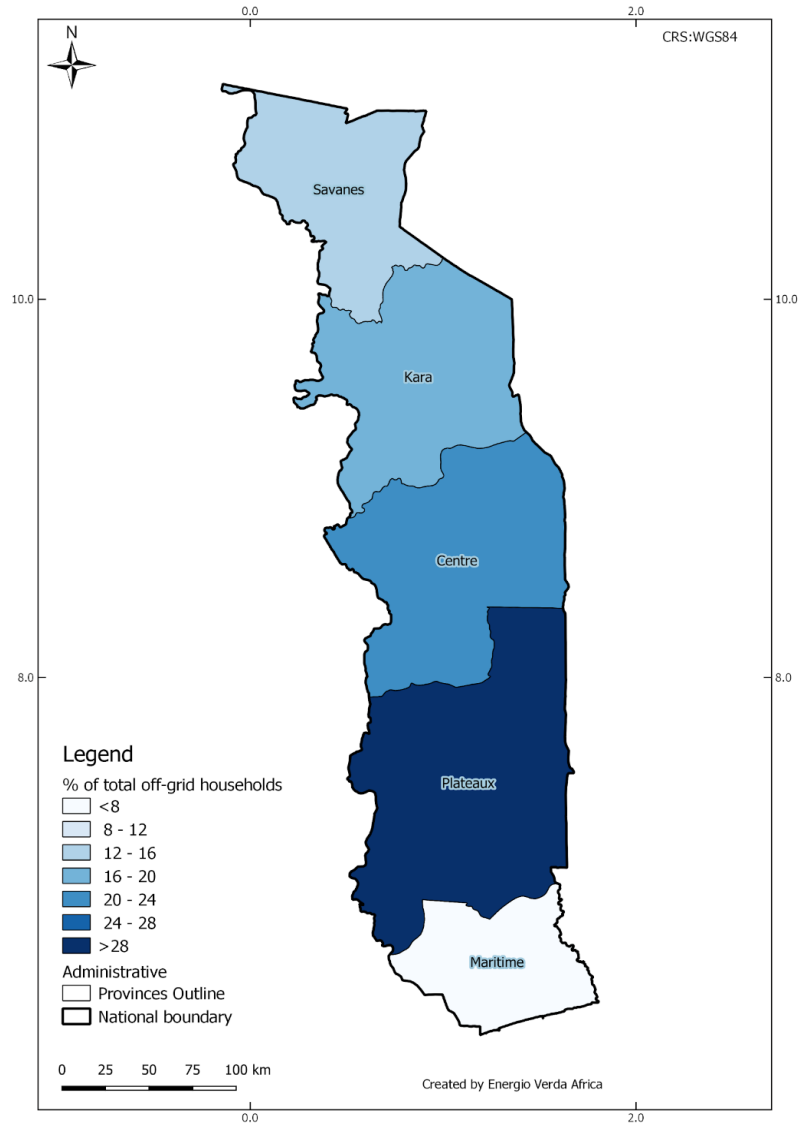 0.0 2.0
N
CRS:WGS84
Savanes
10.0 10.0
Kara
Centre
8.0 8.0
Plateaux
Legend
% of total off-grid households
<8
8 - 12
12 - 16
16 - 20
20 - 24
24 - 28
>28
Maritime
Administrative
Provinces Outline
National boundary
0 25 50 75 100 km
Created by Energio Verda Africa
0.0 2.0